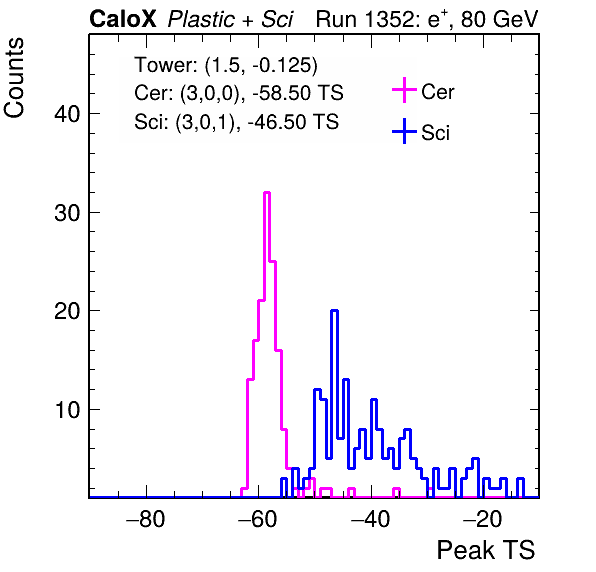 CaloX Plastic + Sci Run 1352: e+, 80 GeV
Counts
Tower: (1.5, -0.125)
Cer: (3,0,0), -58.50 TS
Sci: (3,0,1), -46.50 TS
Cer
Sci
40
30
20
10
−80 −60 −40 −20
Peak TS